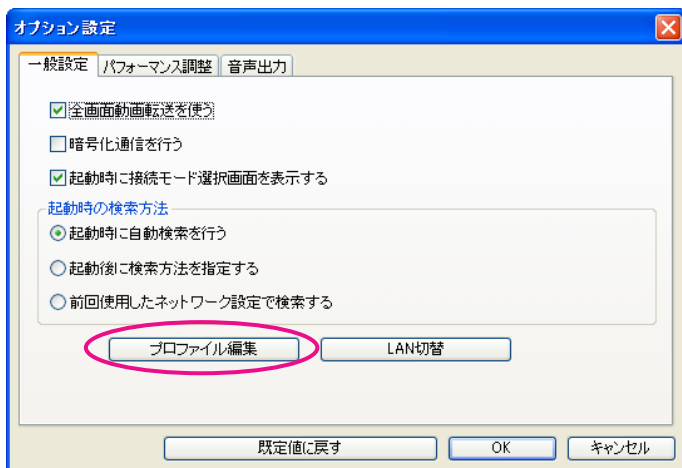 オプション設定
一般設定 パフォーマンス調整 音声出力
全画面動画転送を使う
暗号化通信を行う
起動時に接続モード選択画面を表示する
起動時の検索方法
起動時に自動検索を行う
起動後に検索方法を指定する
前回使用したネットワーク設定で検索する
プロファイル編集 LAN切替
既定値に戻す OK キャンセル